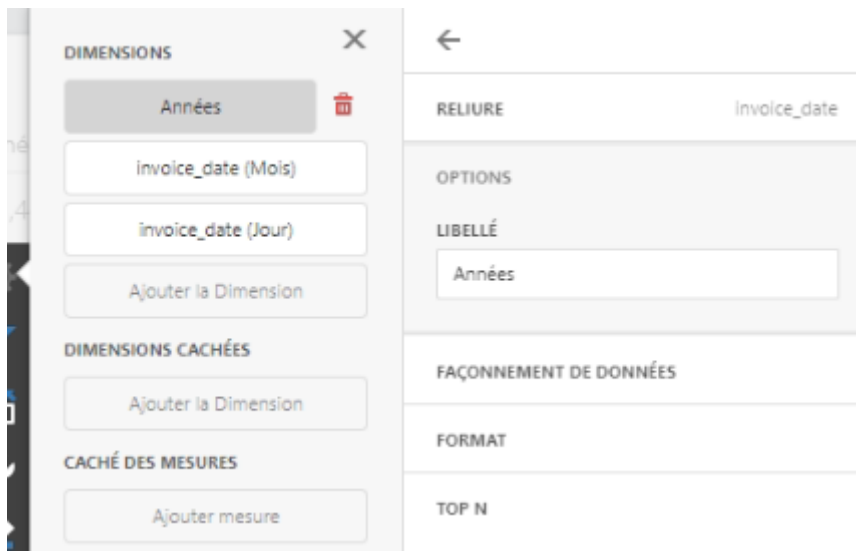 DIMENSIONS
Années
invoice_date (Mois)
invoice_date (Jour)
Ajouter la Dimension
DIMENSIONS CACHÉES
Ajouter la Dimension
CACHÉ DES MESURES
Ajouter mesure
RELIURE
invoice_date
OPTIONS
LIBELLÉ
Années
FAÇONNEMENT DE DONNÉES
FORMAT
TOP N